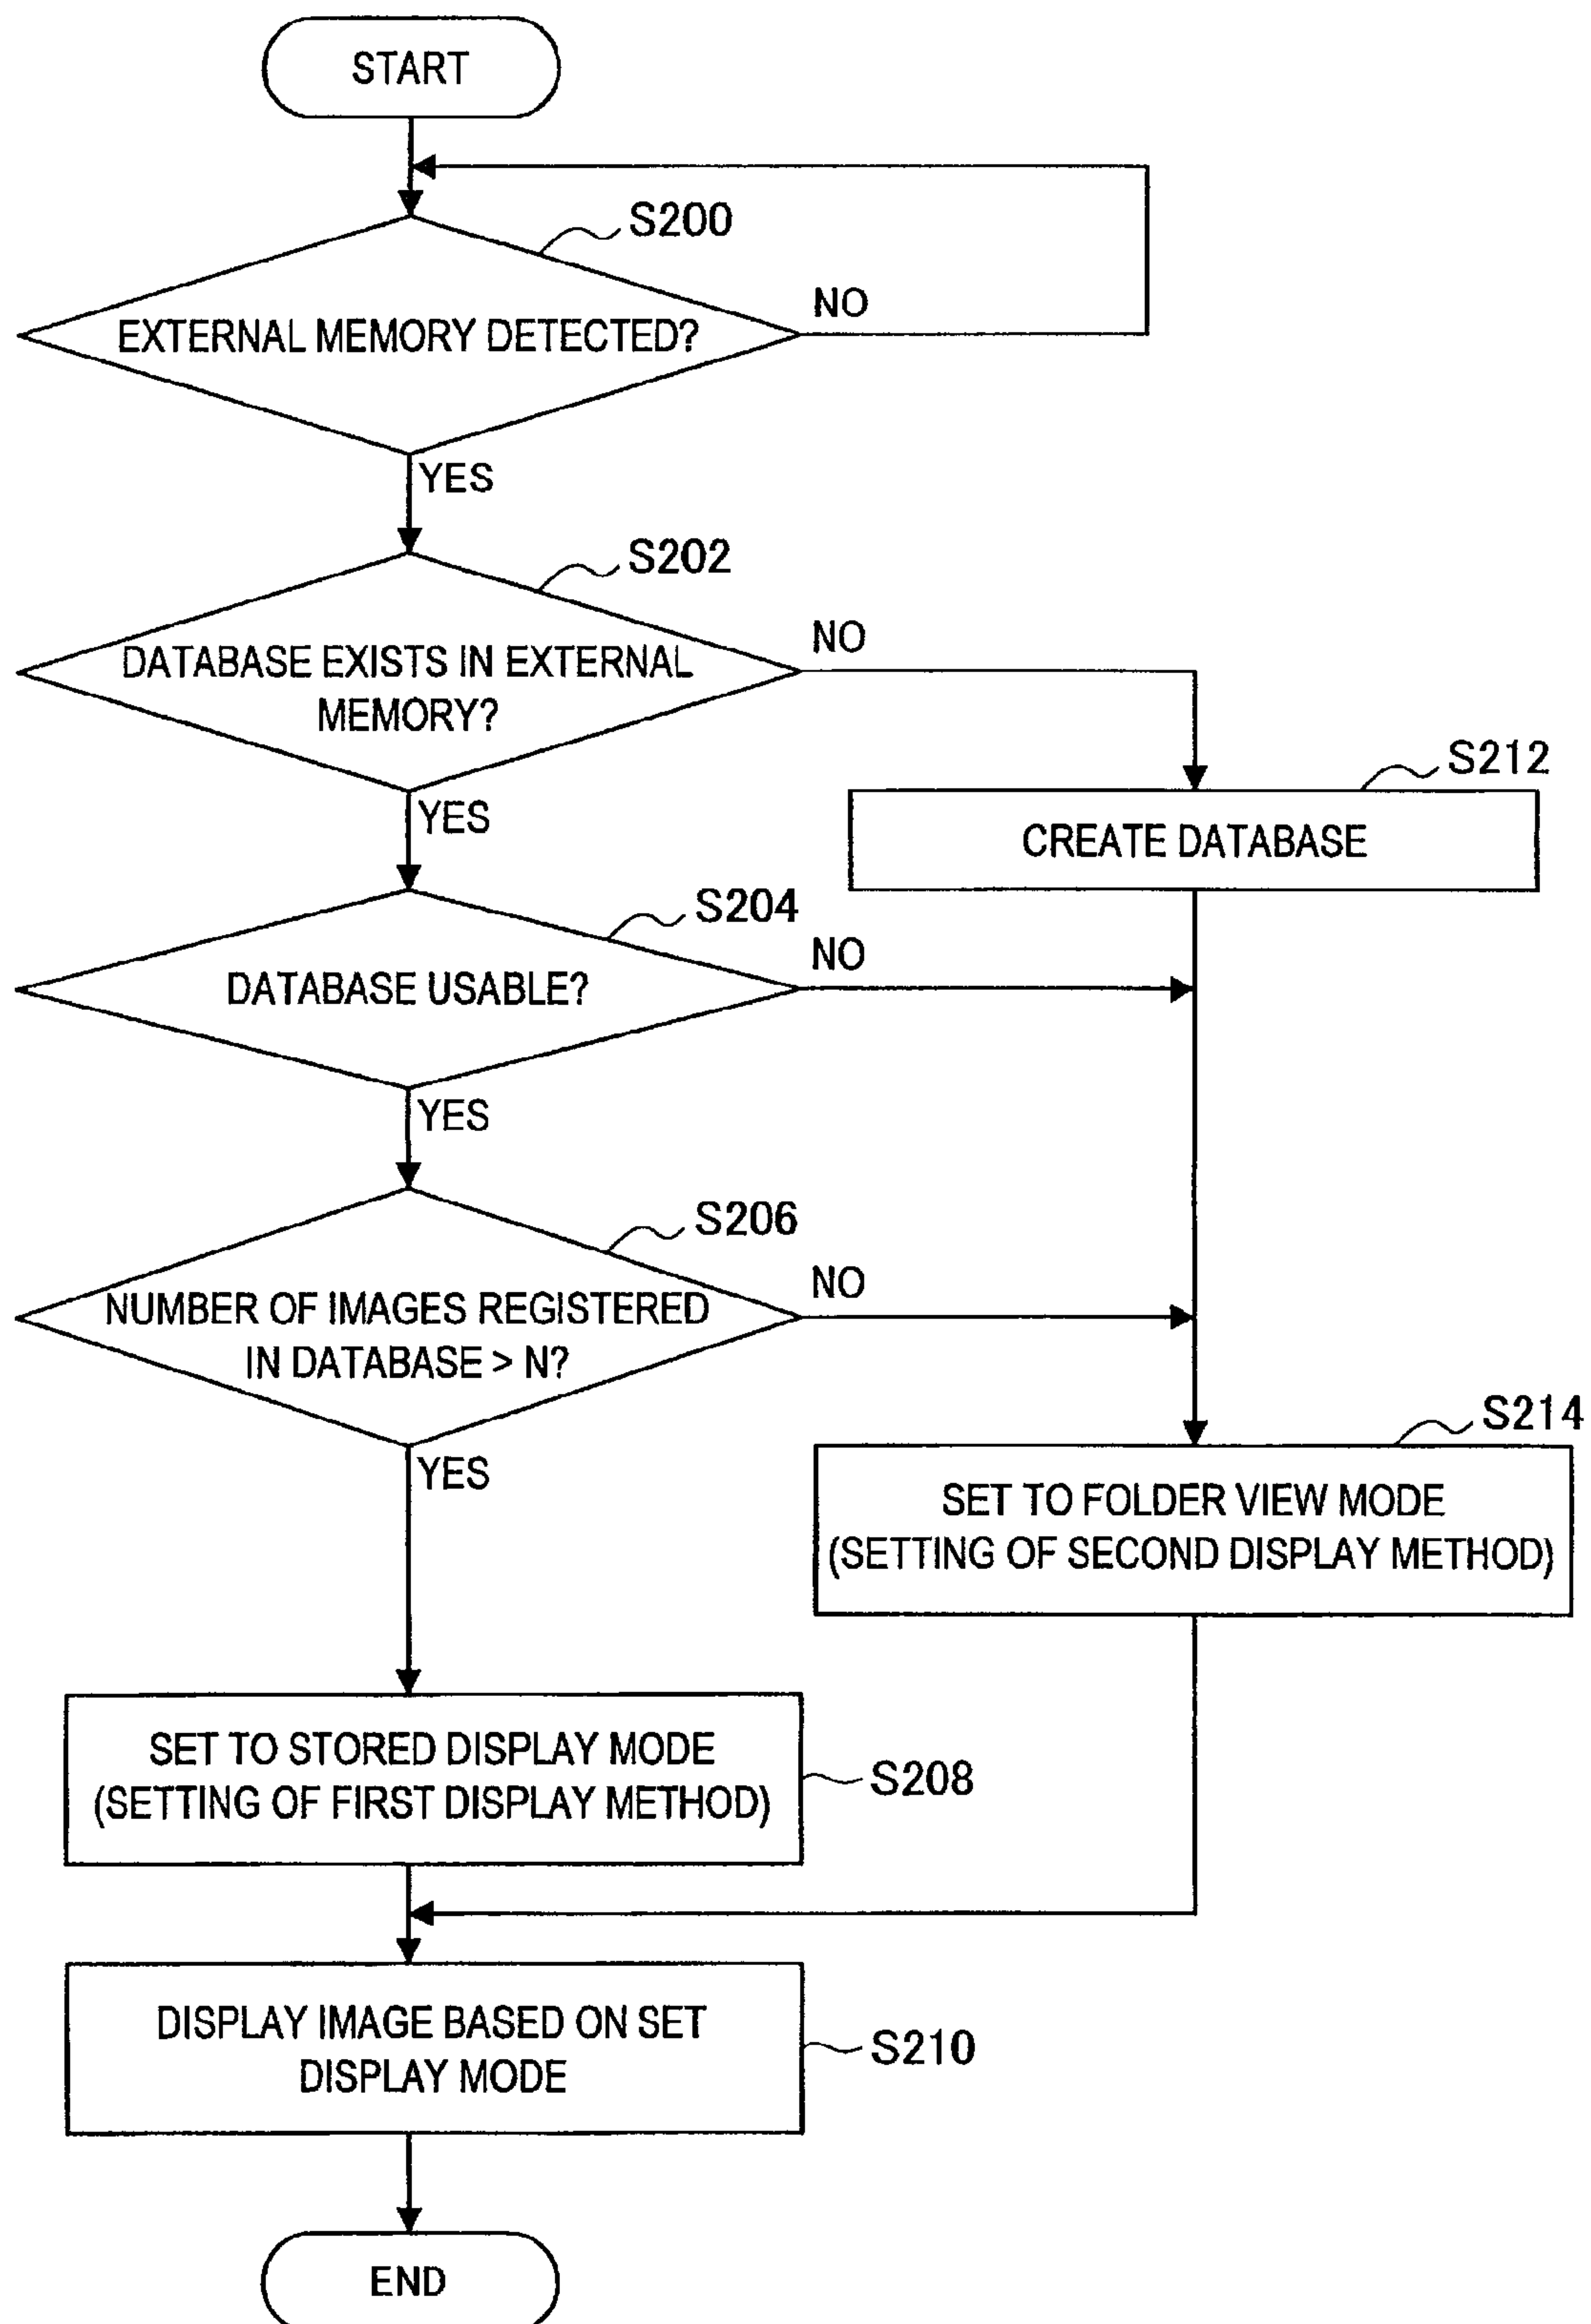 START
S200
EXTERNAL MEMORY DETECTED?
NO
YES
S202
DATABASE EXISTS IN EXTERNAL
MEMORY?
NO
YES
S212
CREATE DATABASE
S204
DATABASE USABLE?
NO
YES
S206
NUMBER OF IMAGES REGISTERED
IN DATABASE > N?
NO
YES
S214
SET TO FOLDER VIEW MODE
(SETTING OF SECOND DISPLAY METHOD)
SET TO STORED DISPLAY MODE
(SETTING OF FIRST DISPLAY METHOD)
S208
DISPLAY IMAGE BASED ON SET
DISPLAY MODE
S210
END